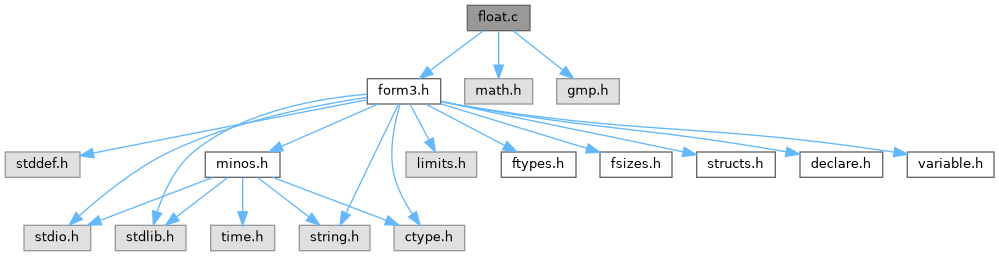 float.c
form3.h
math.h
gmp.h
stddef.h
minos.h
limits.h
ftypes.h
fsizes.h
structs.h
declare.h
variable.h
stdio.h
stdlib.h
time.h
string.h
ctype.h